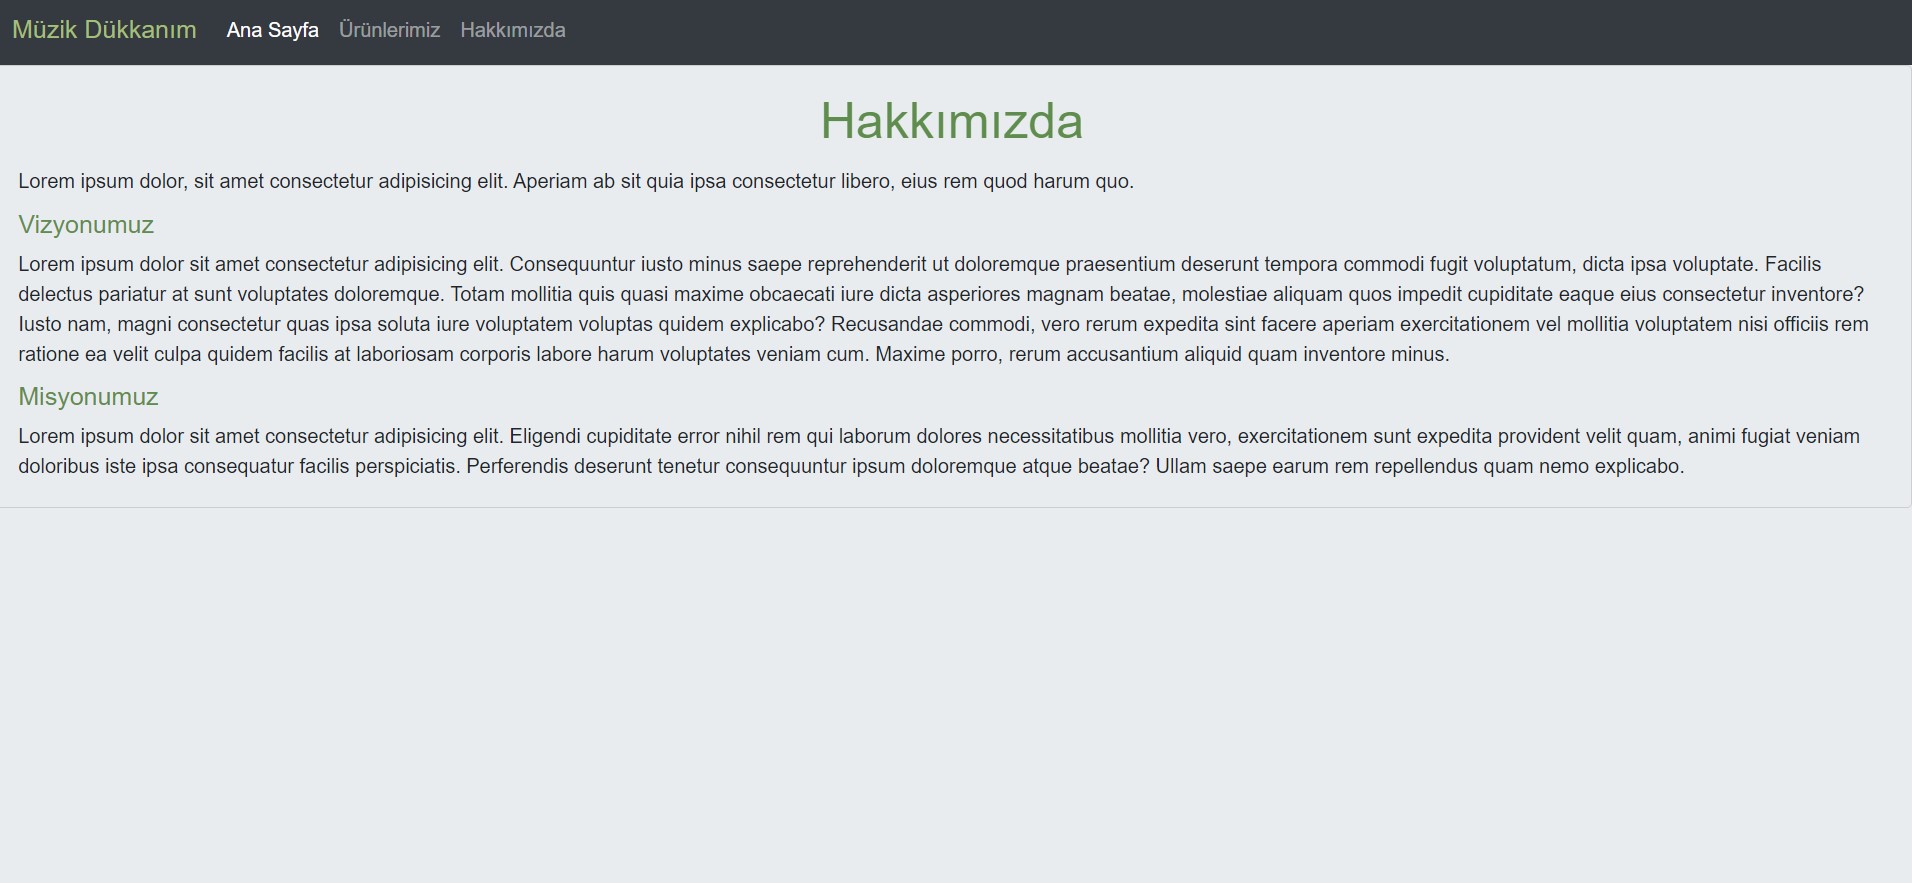 Müzik Dükkanım Ana Sayfa Ürünlerimiz Hakkımızda
Hakkımızda
Lorem ipsum dolor, sit amet consectetur adipisicing elit. Aperiam ab sit quia ipsa consectetur libero, eius rem quod harum quo.
Vizyonumuz
Lorem ipsum dolor sit amet consectetur adipisicing elit. Consequuntur iusto minus saepe reprehenderit ut doloremque praesentium deserunt tempora commodi fugit voluptatum, dicta ipsa voluptate. Facilis
delectus pariatur at sunt voluptates doloremque. Totam mollitia quis quasi maxime obcaecati iure dicta asperiores magnam beatae, molestiae aliquam quos impedit cupiditate eaque eius consectetur inventore?
Iusto nam, magni consectetur quas ipsa soluta iure voluptatem voluptas quidem explicabo? Recusandae commodi, vero rerum expedita sint facere aperiam exercitationem vel mollitia voluptatem nisi officiis rem
ratione ea velit culpa quidem facilis at laboriosam corporis labore harum voluptates veniam cum. Maxime porro, rerum accusantium aliquid quam inventore minus.
Misyonumuz
Lorem ipsum dolor sit amet consectetur adipisicing elit. Eligendi cupiditate error nihil rem qui laborum dolores necessitatibus mollitia vero, exercitationem sunt expedita provident velit quam, animi fugiat veniam
doloribus iste ipsa consequatur facilis perspiciatis. Perferendis deserunt tenetur consequuntur ipsum doloremque atque beatae? Ullam saepe earum rem repellendus quam nemo explicabo.